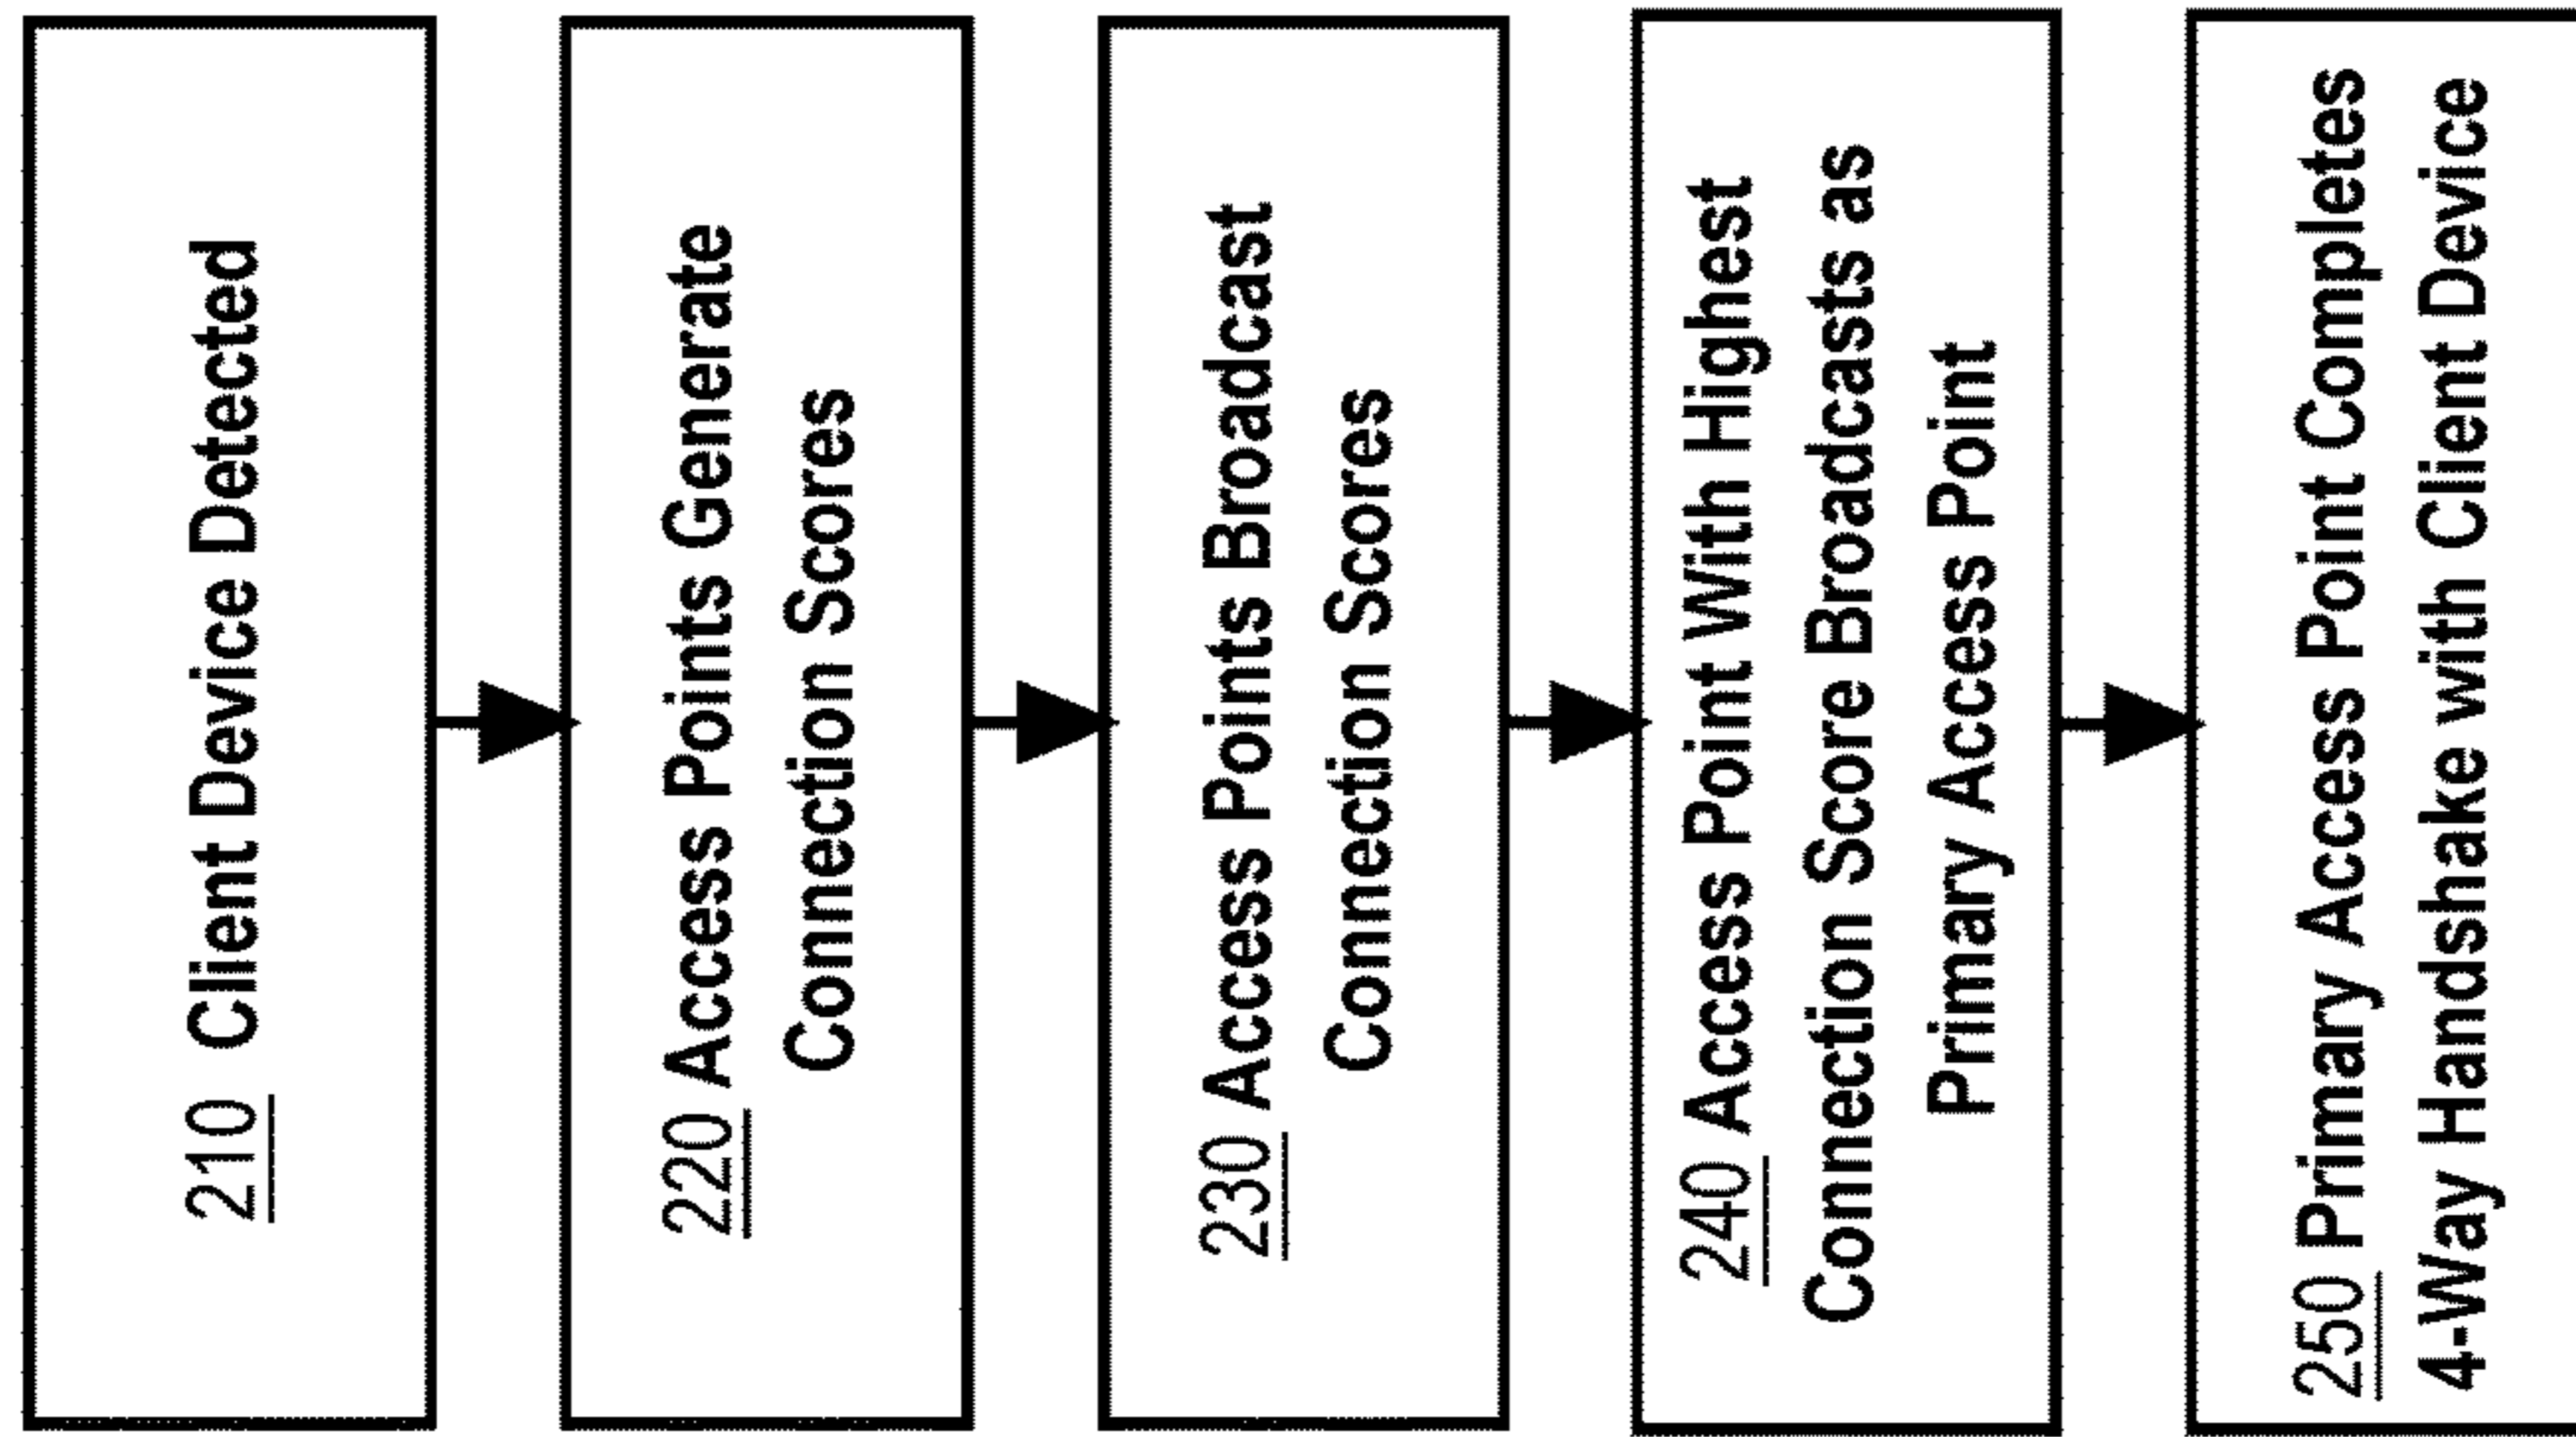 210 Client Device Detected
220 Access Points Generate
Connection Scores
230 Access Points Broadcast
Connection Scores
240 Access Point With Highest
Connection Score Broadcasts as
Primary Access Point
250 Primary Access Point Completes
4-Way Handshake with Client Device